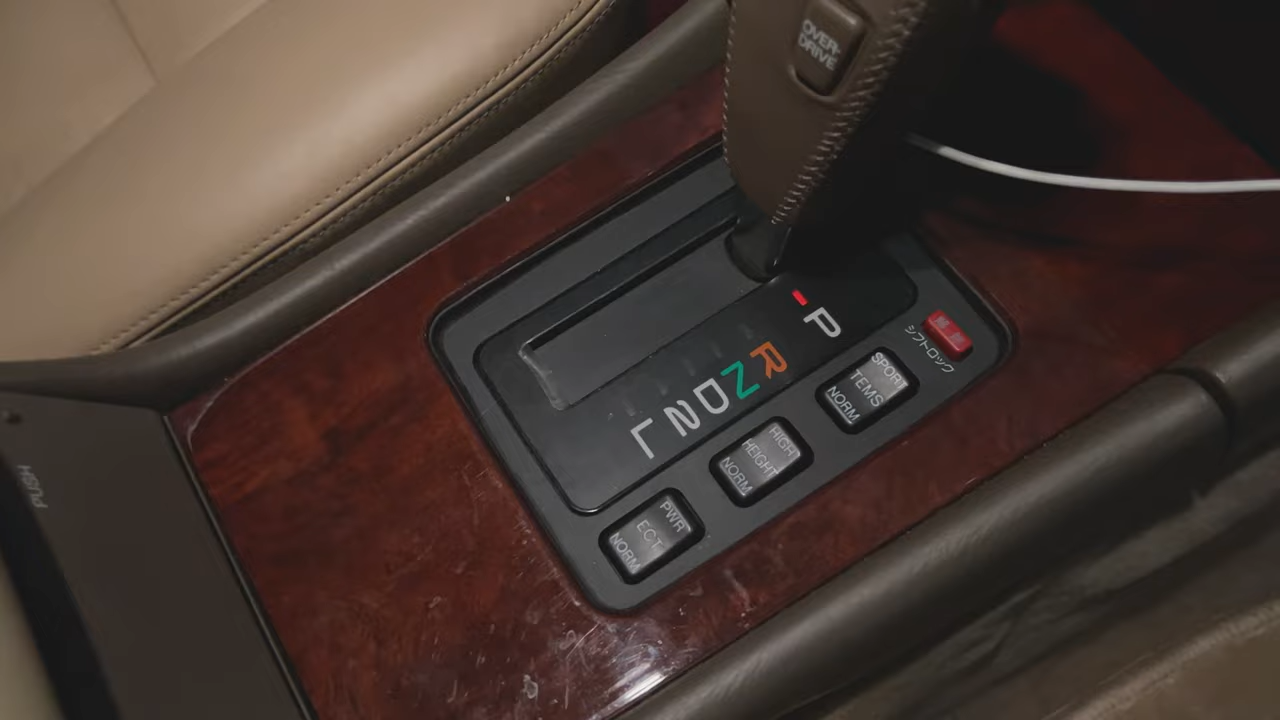 OVER-
DRIVE
P
R
N
D
2
L
シフトロック
SPORT
TEMS
NORM
HIGH
HEIGHT
NORM
PWR
ECT
NORM
PUSH